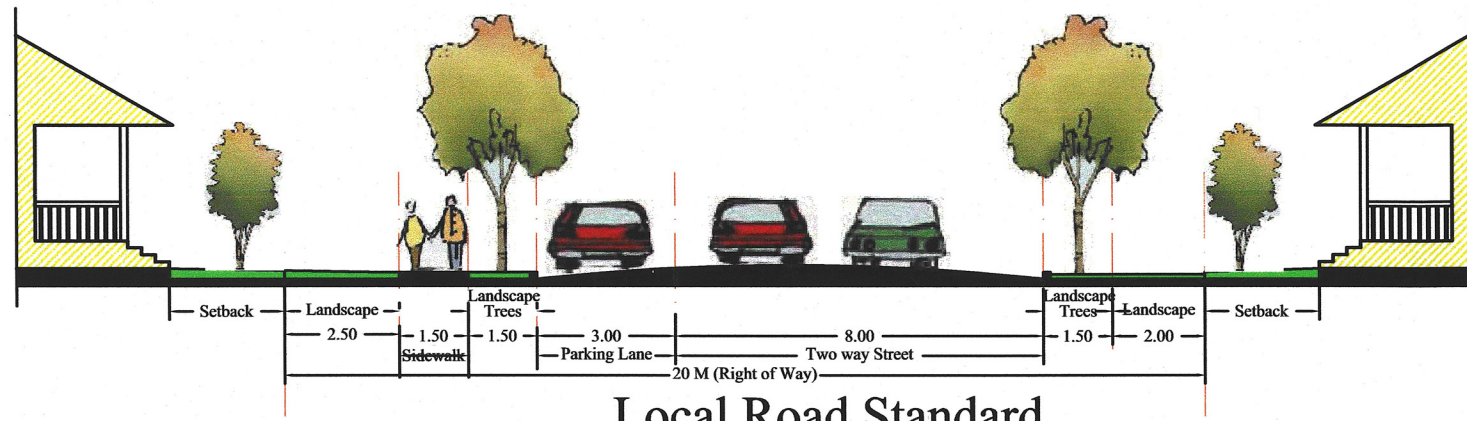 Setback Landscape Landscape Trees Landscape Trees Landscape Setback
2.50 1.50 1.50 3.00 8.00 1.50 2.00
Sidewalk Parking Lane Two way Street
20 M (Right of Way)
Local Road Standard